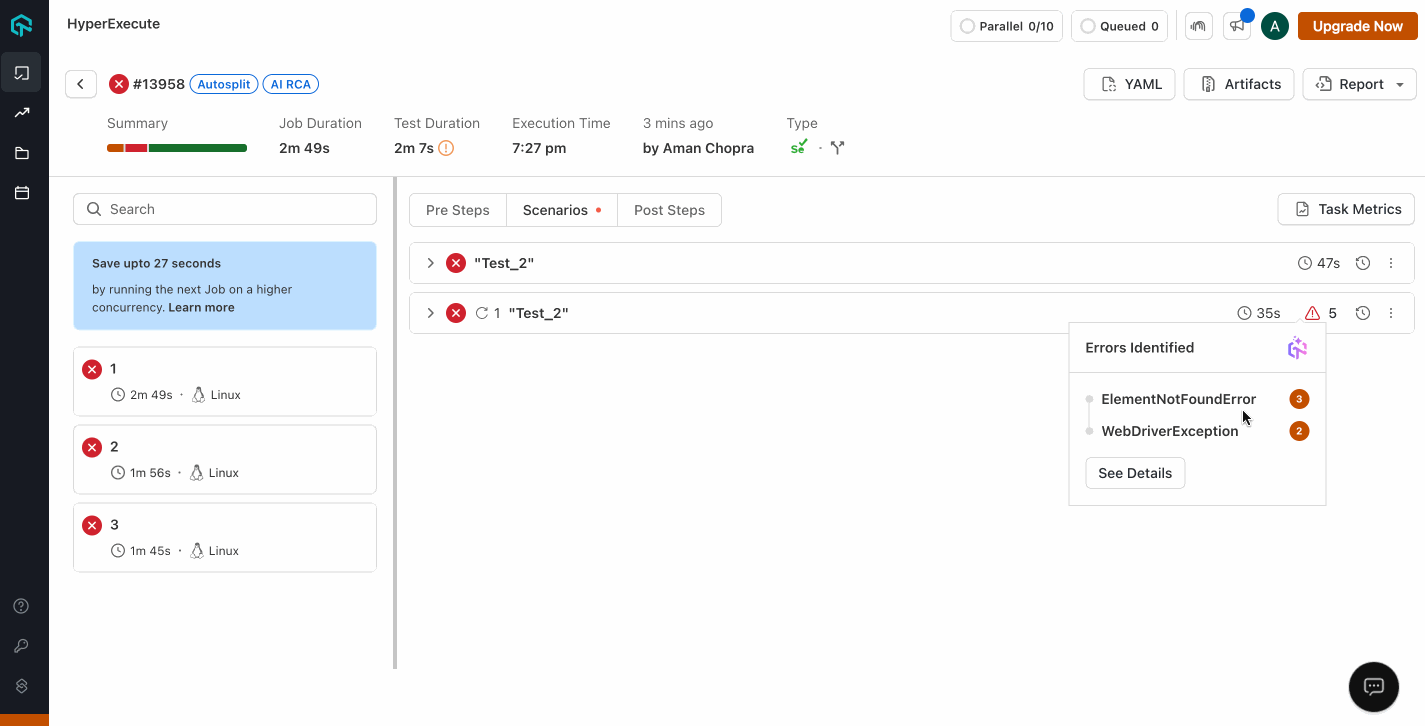 HyperExecute
Parallel 0/10
Queued 0
A
Upgrade Now
#13958 Autosplit AI RCA
YAML
Artifacts
Report
Summary
Job Duration
2m 49s
Test Duration
2m 7s
Execution Time
7:27 pm
3 mins ago
by Aman Chopra
Type
se
Search
Save upto 27 seconds
by running the next Job on a higher
concurrency. Learn more
1
2m 49s · Linux
2
1m 56s · Linux
3
1m 45s · Linux
Pre Steps
Scenarios
Post Steps
Task Metrics
"Test_2" 47s
1 "Test_2" 35s 5
Errors Identified
ElementNotFoundError 3
WebDriverException 2
See Details